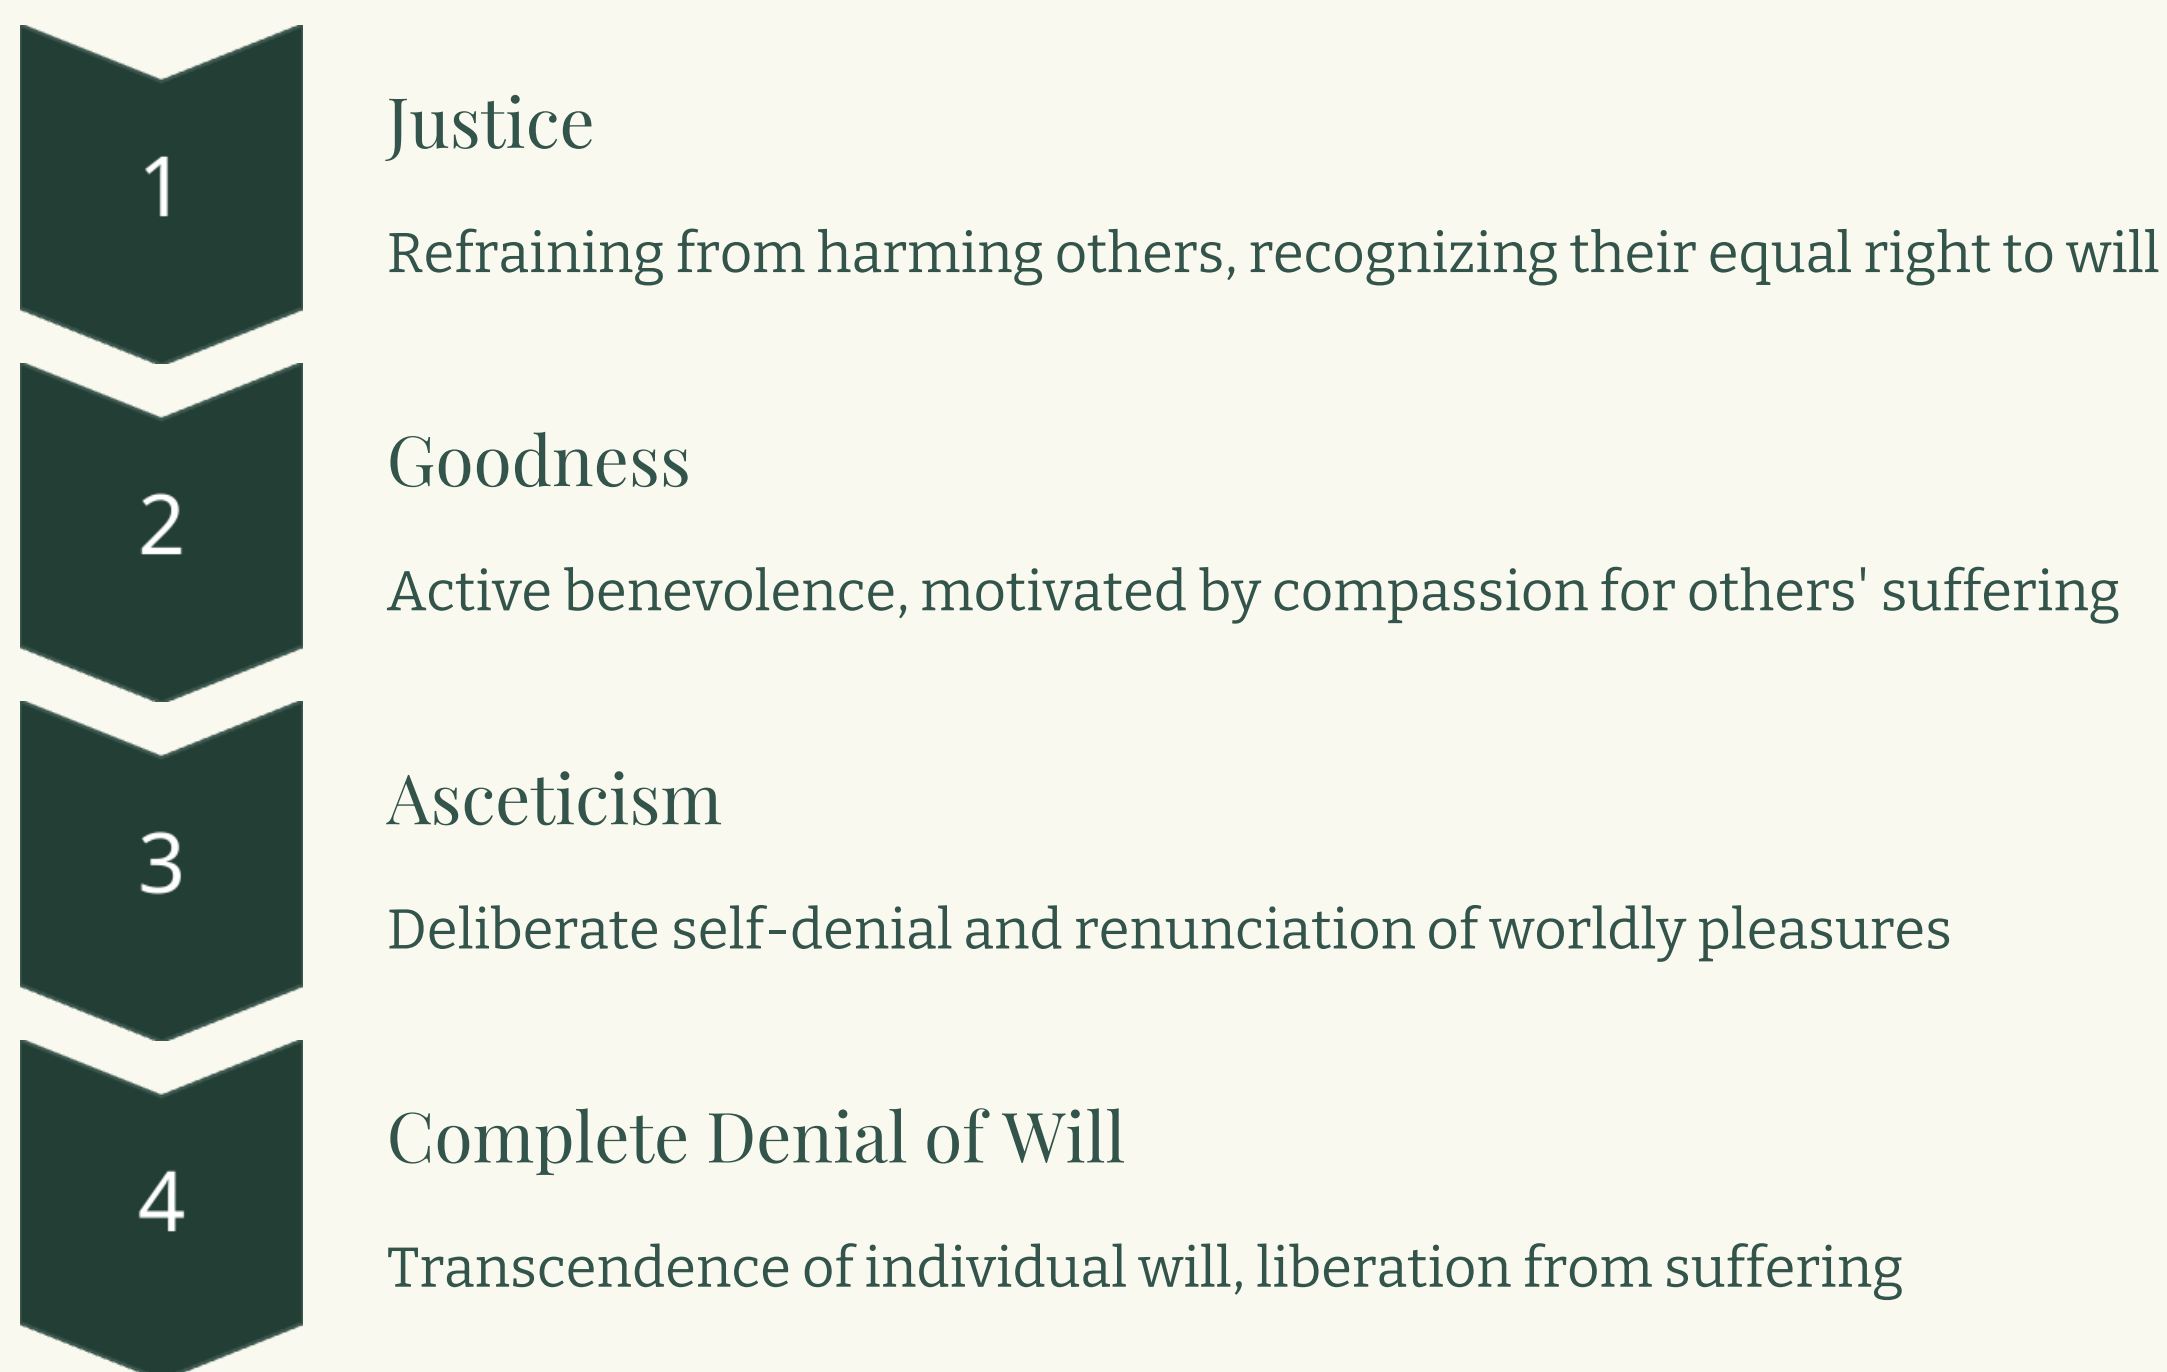 1
Justice
Refraining from harming others, recognizing their equal right to will
2
Goodness
Active benevolence, motivated by compassion for others' suffering
3
Asceticism
Deliberate self-denial and renunciation of worldly pleasures
4
Complete Denial of Will
Transcendence of individual will, liberation from suffering